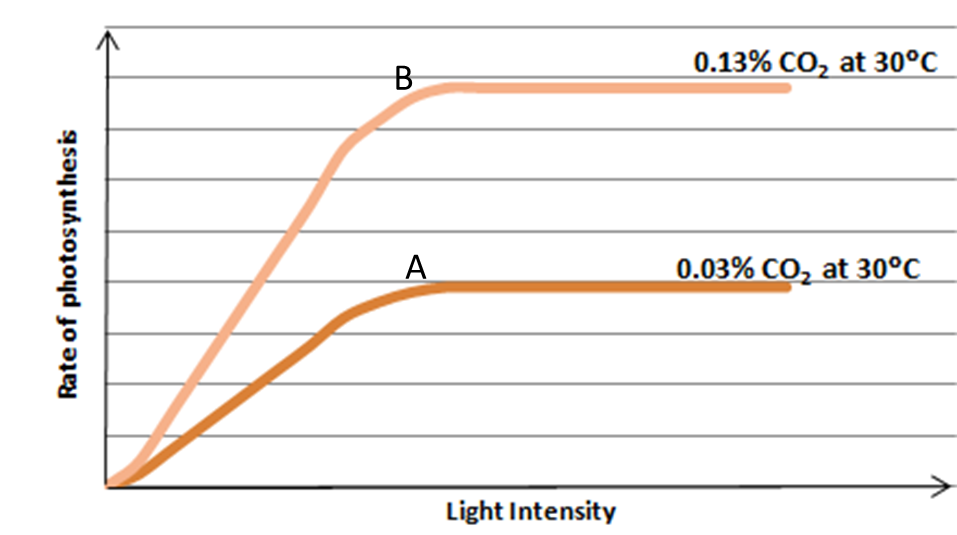 0.13% CO₂ at 30°C
B
A
0.03% CO₂ at 30°C
Rate of photosynthesis
Light Intensity